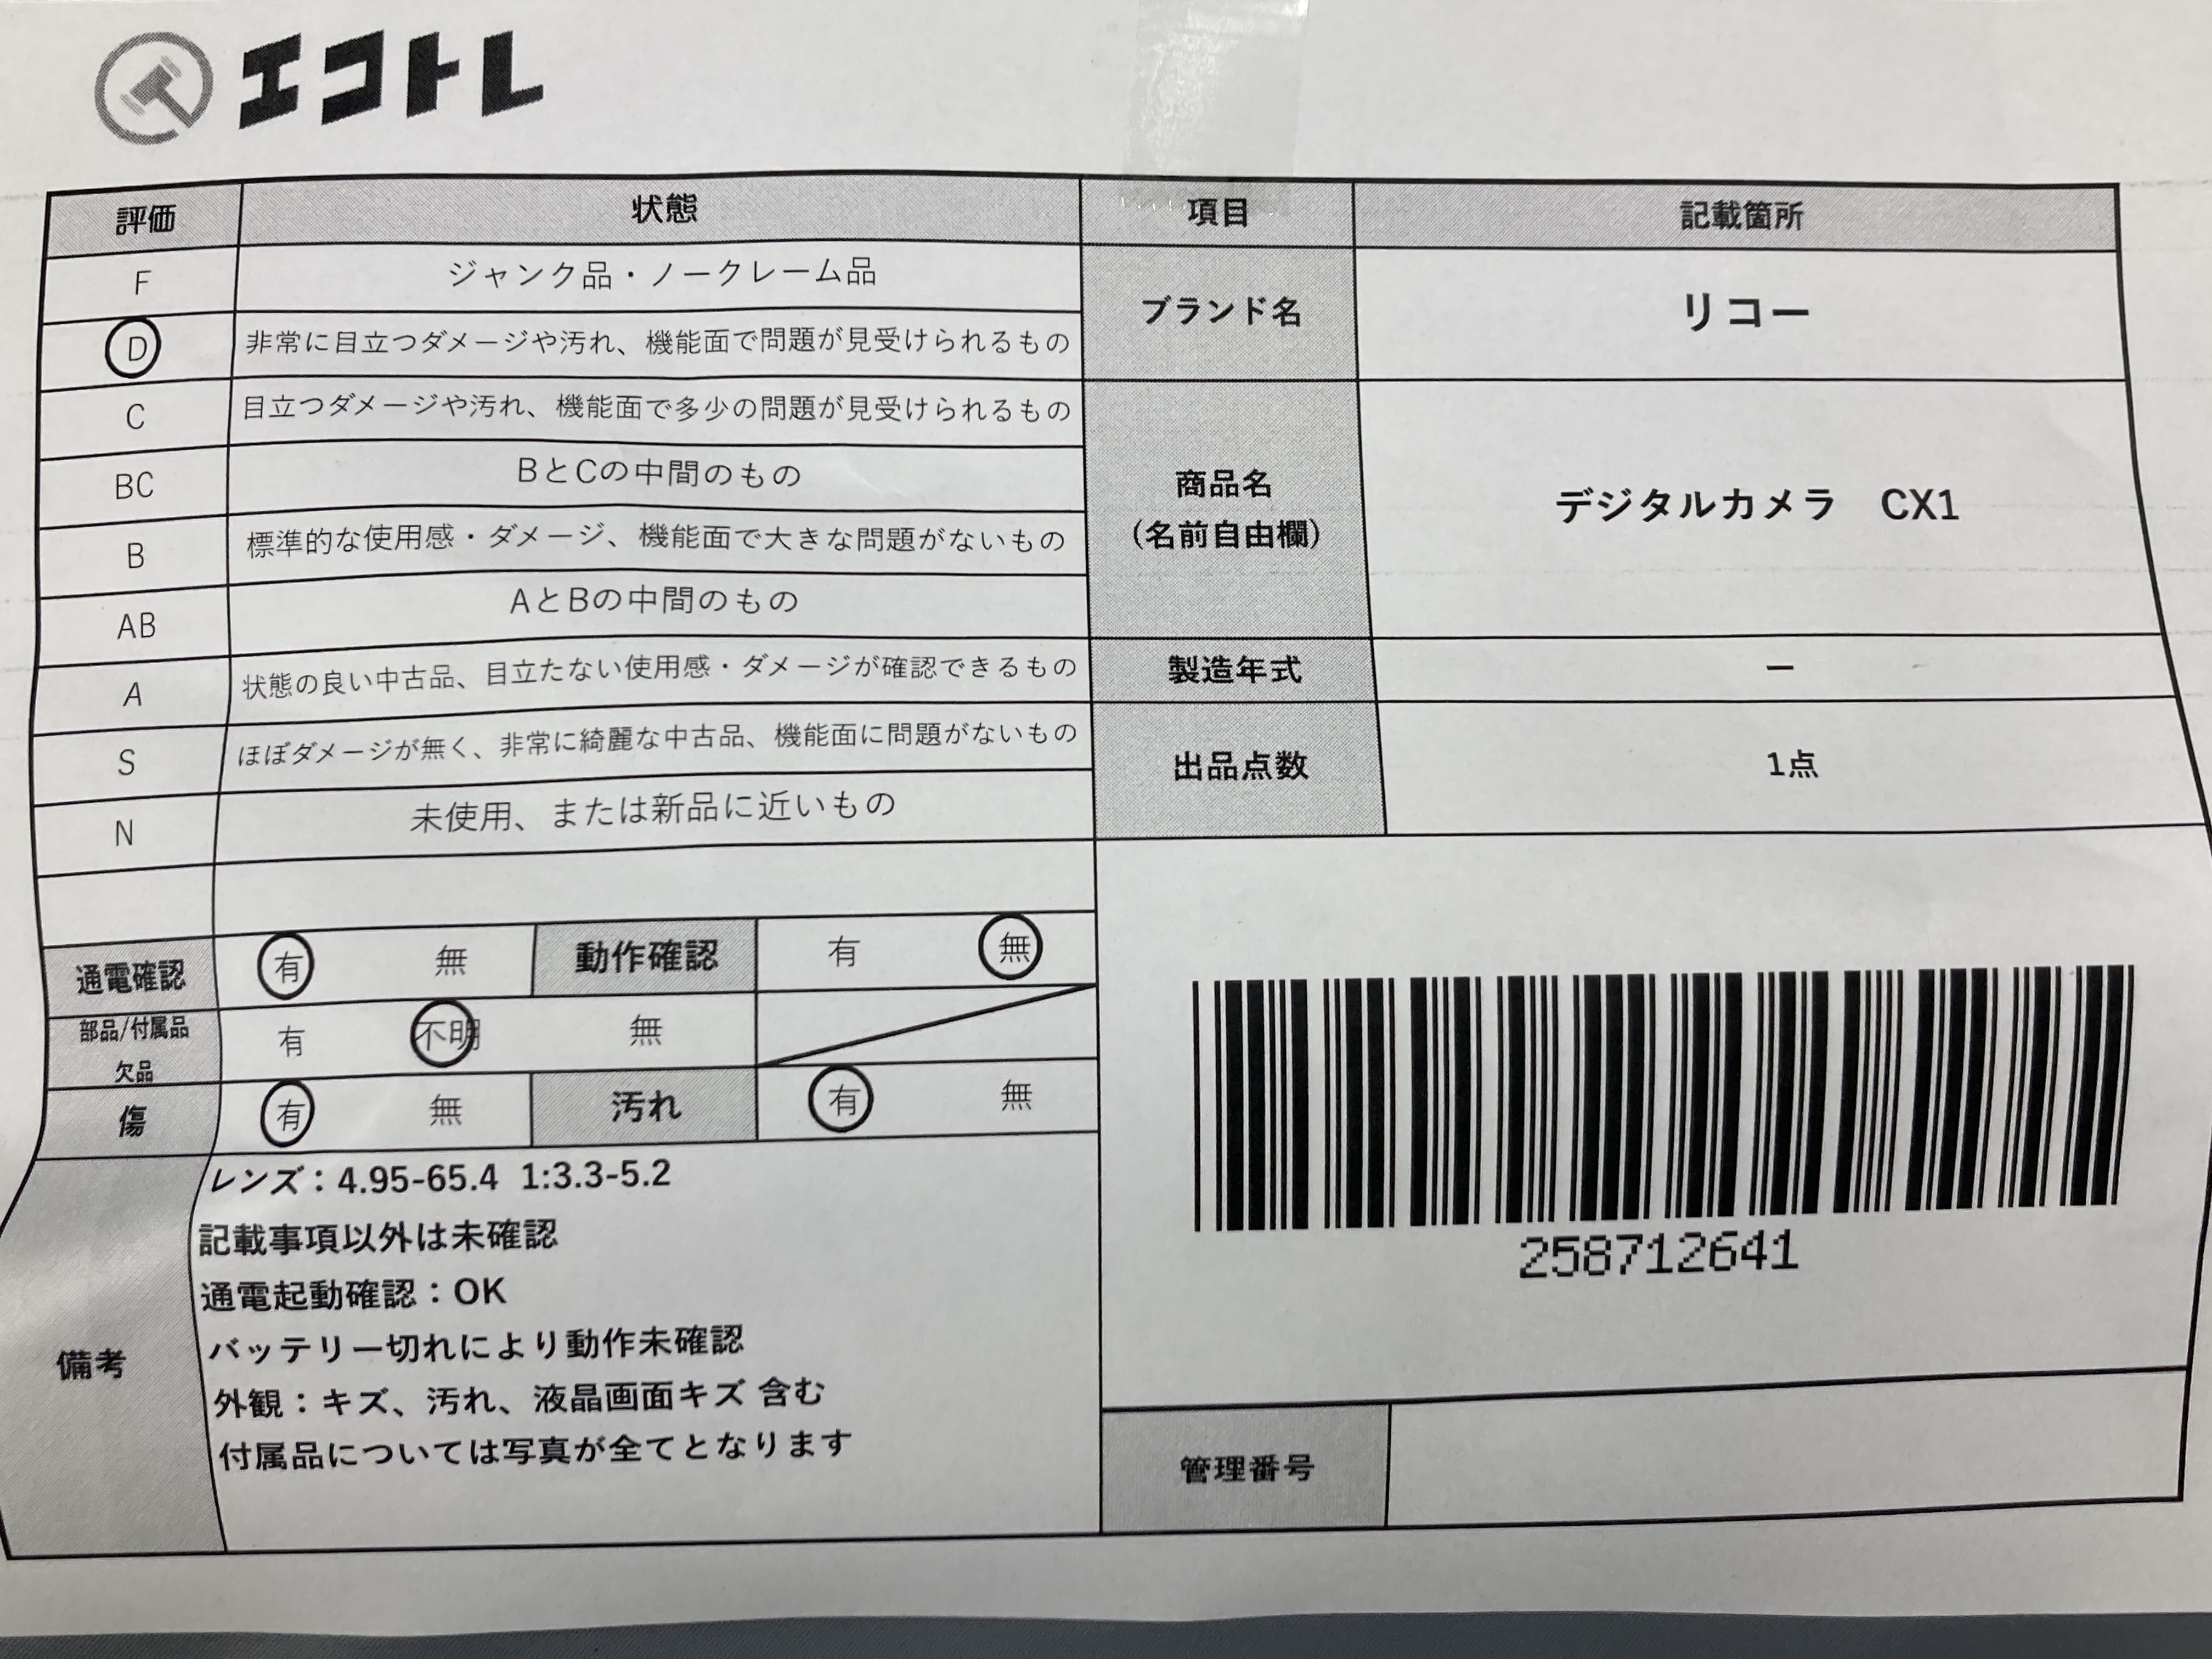 エコトレ
評価 状態 項目 記載箇所
F ジャンク品・ノークレーム品
D 非常に目立つダメージや汚れ、機能面で問題が見受けられるもの
C 目立つダメージや汚れ、機能面で多少の問題が見受けられるもの
BC BとCの中間のもの
B 標準的な使用感・ダメージ、機能面で大きな問題がないもの
AB AとBの中間のもの
A 状態の良い中古品、目立たない使用感・ダメージが確認できるもの
S ほぼダメージが無く、非常に綺麗な中古品、機能面に問題がないもの
N 未使用、または新品に近いもの
ブランド名 リコー
商品名
(名前自由欄)
デジタルカメラ CX1
製造年式 ー
出品点数 1点
通電確認 有 無 動作確認 有 無
部品/付属品
欠品
有 不明 無
傷 有 無 汚れ 有 無
備考
レンズ：4.95-65.4 1:3.3-5.2
記載事項以外は未確認
通電起動確認：OK
バッテリー切れにより動作未確認
外観：キズ、汚れ、液晶画面キズ 含む
付属品については写真が全てとなります
258712641
管理番号